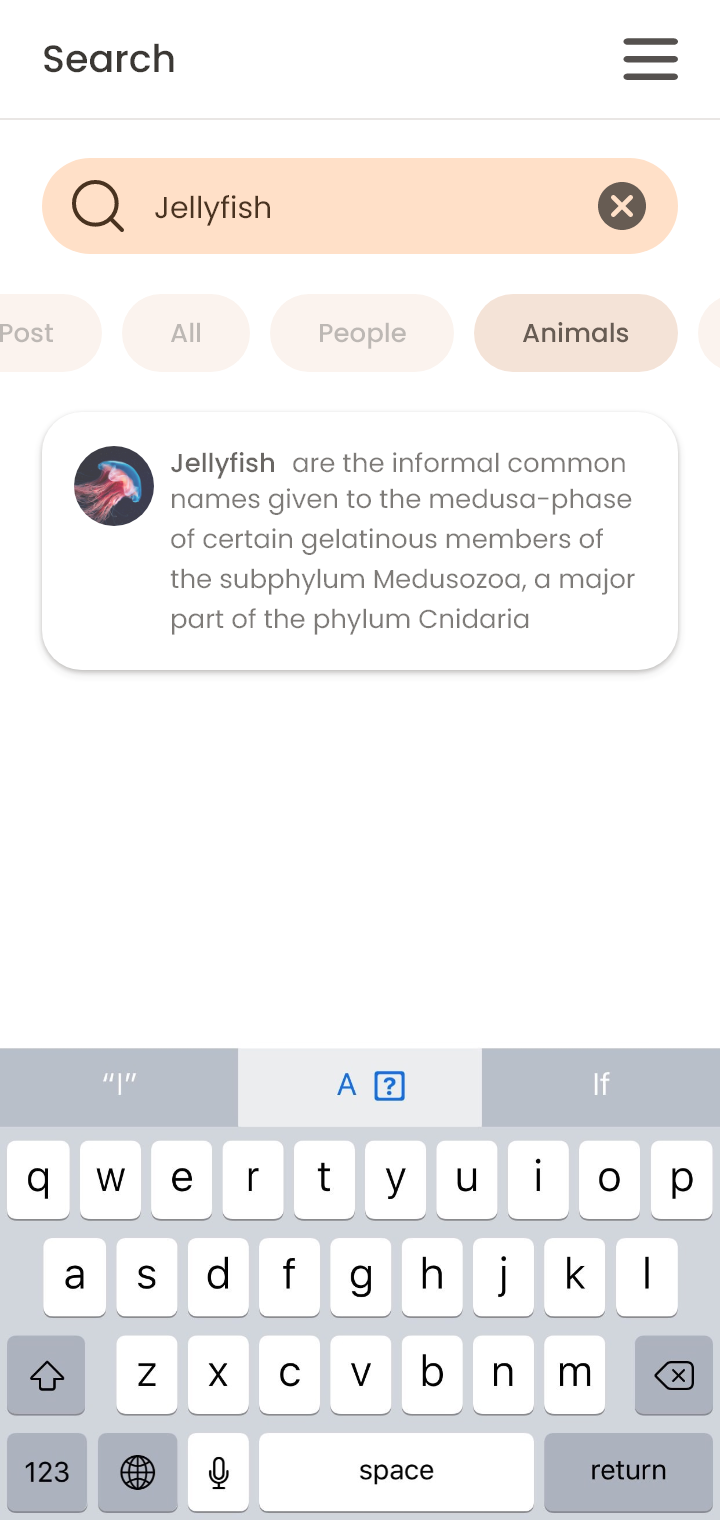 Search
Jellyfish
Post All People Animals
Jellyfish are the informal common
names given to the medusa-phase
of certain gelatinous members of
the subphylum Medusozoa, a major
part of the phylum Cnidaria
“I” A ? If
q w e r t y u i o p
a s d f g h j k l
z x c v b n m
123 space return